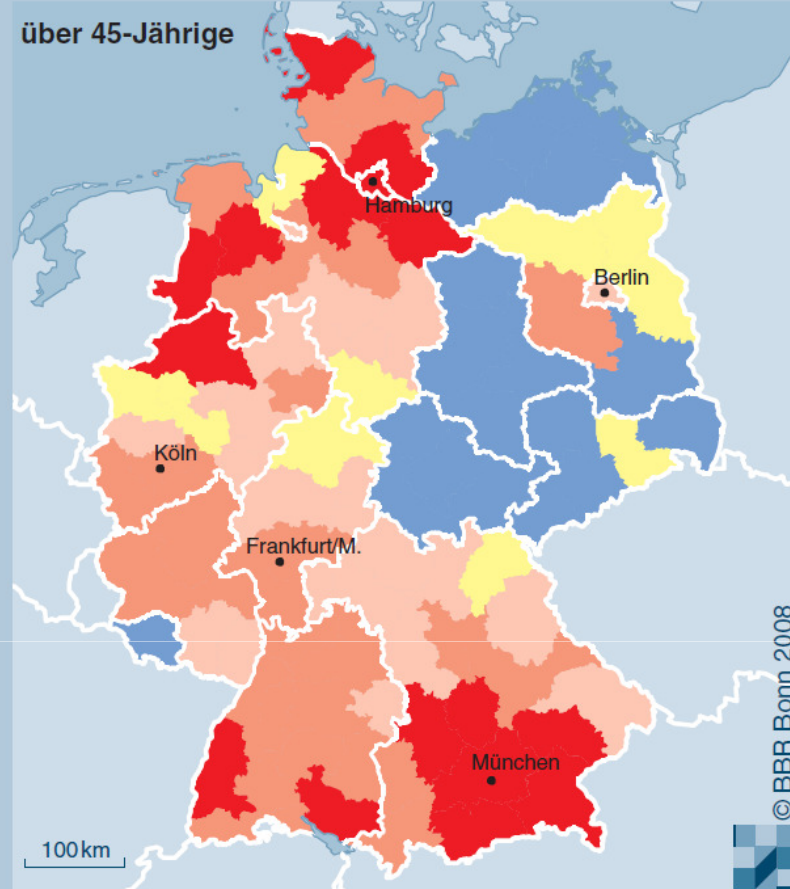 über 45-Jährige
Hamburg
Berlin
Köln
Frankfurt/M.
München
100 km
© BBR Bonn 2008